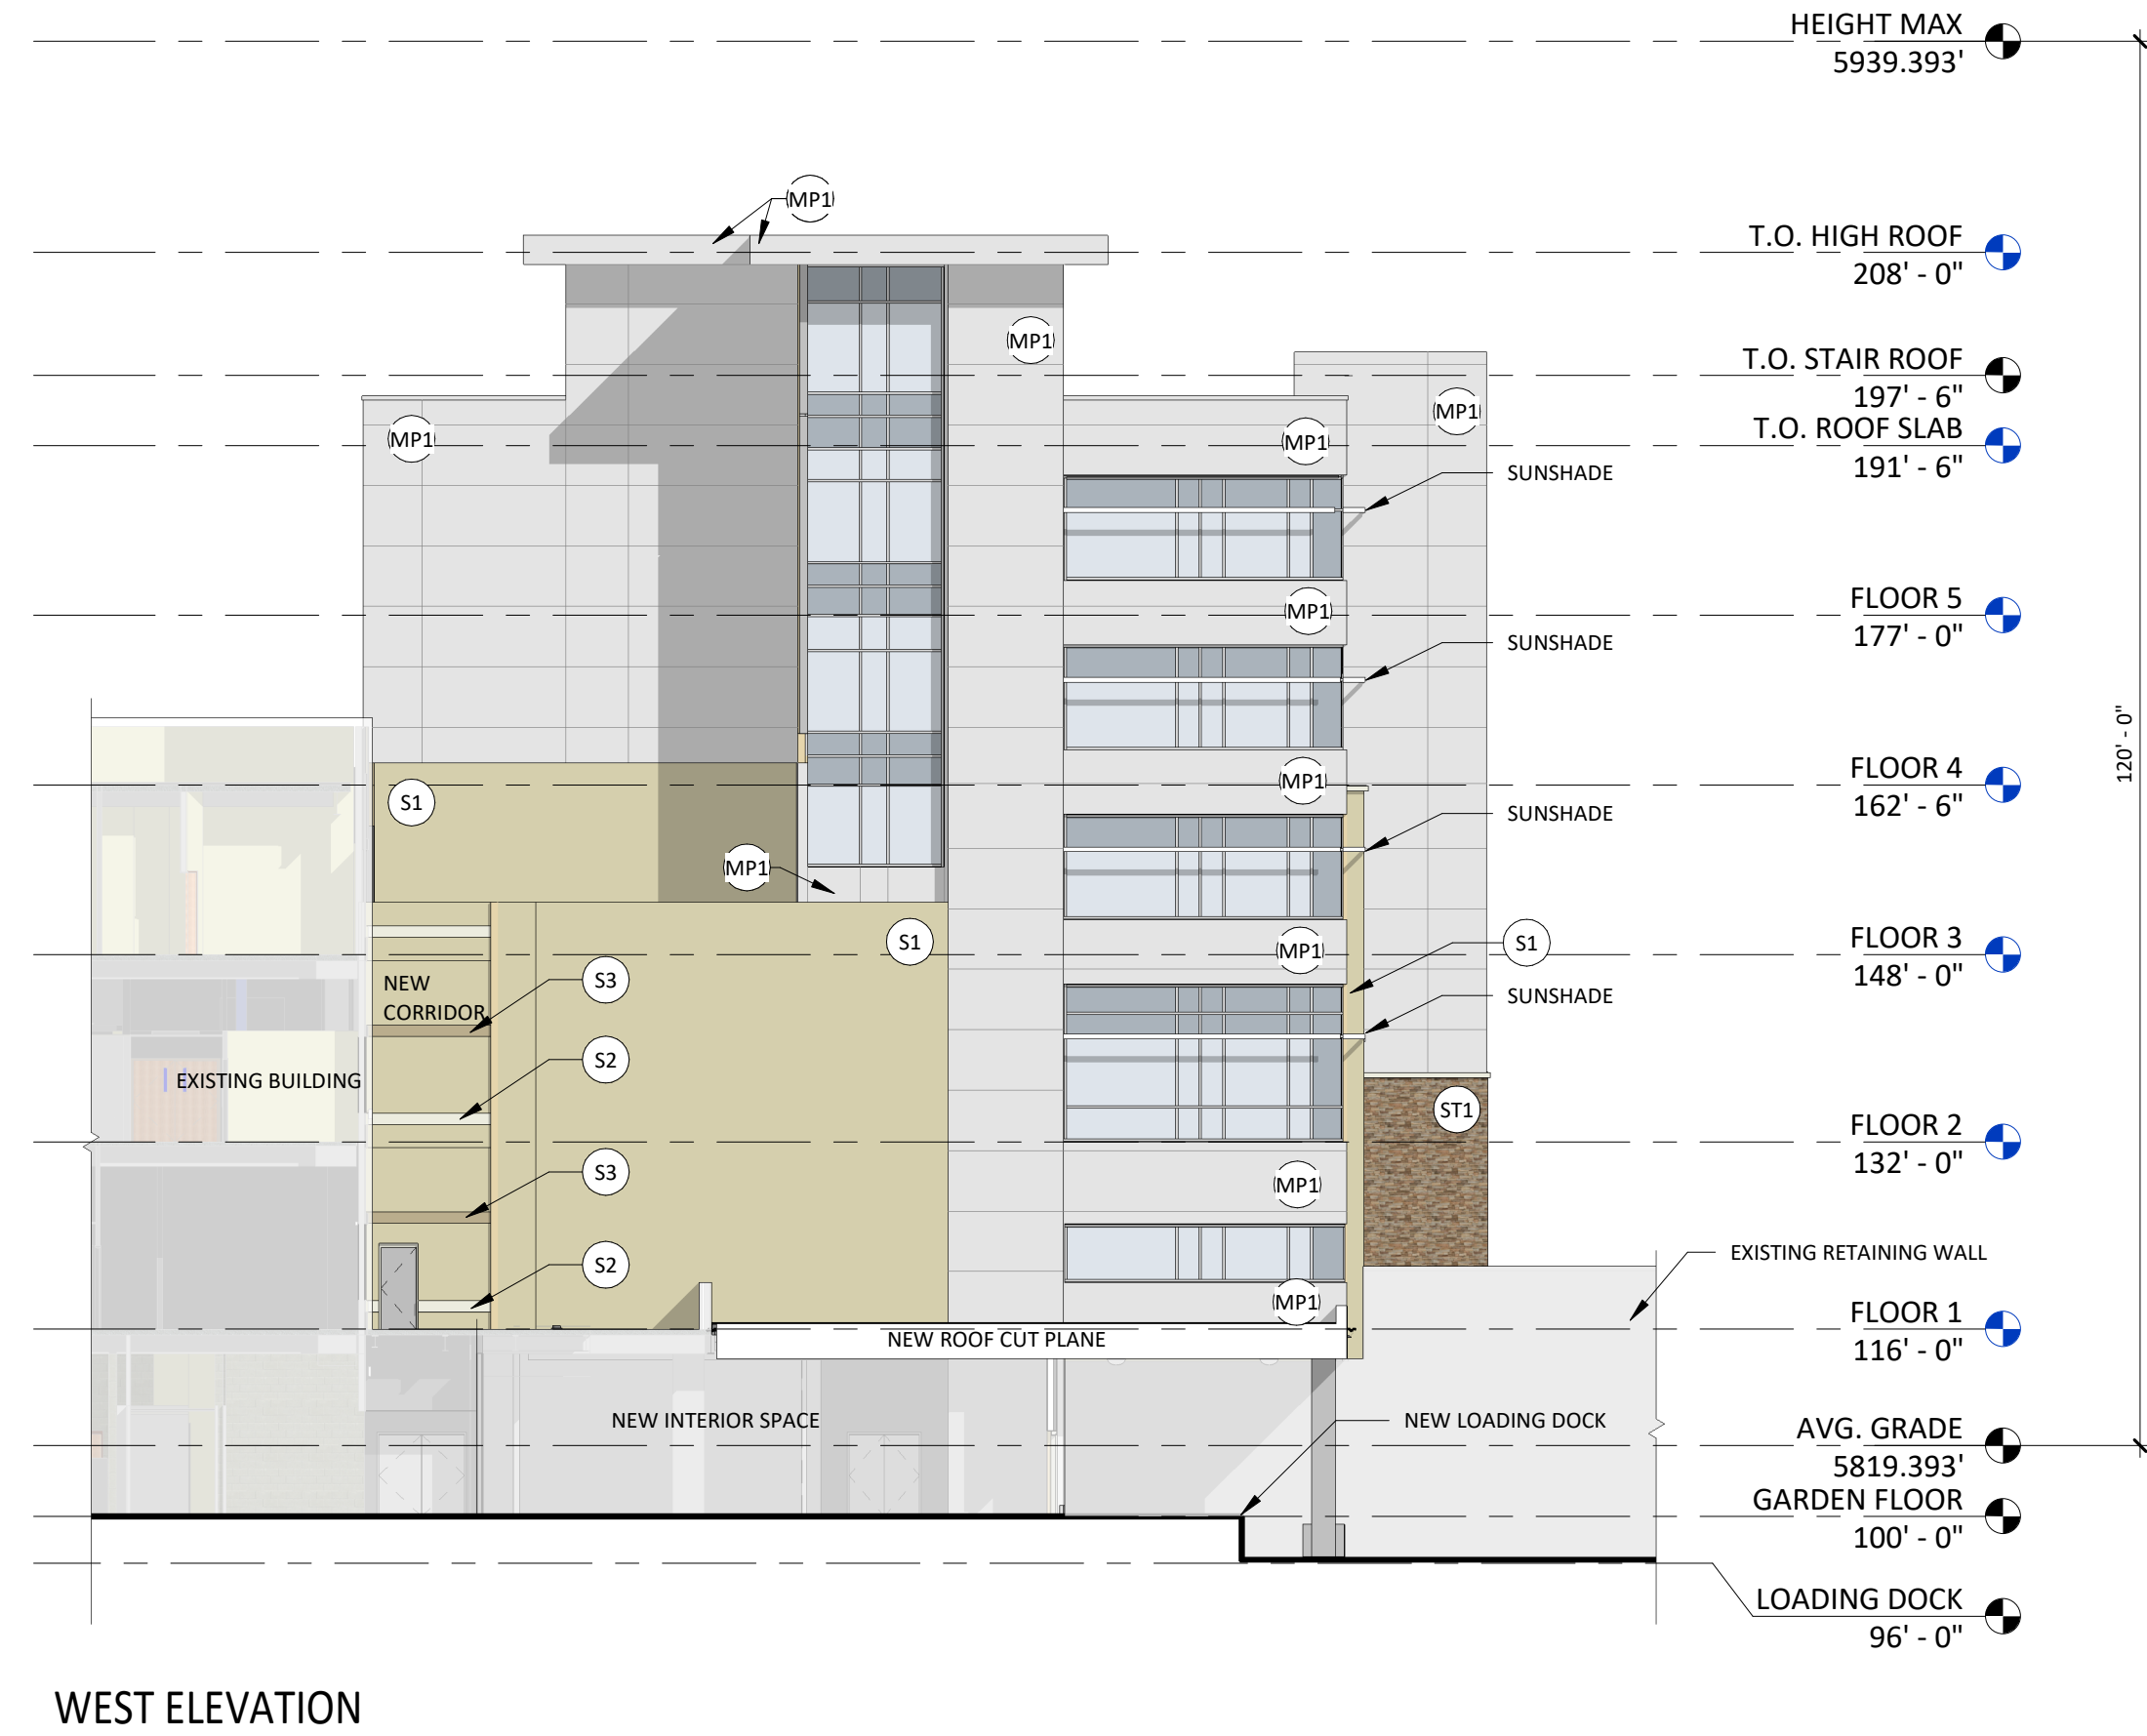 HEIGHT MAX
5939.393'
MP1
T.O. HIGH ROOF
208' - 0"
MP1
T.O. STAIR ROOF
197' - 6"
MP1
MP1
MP1
T.O. ROOF SLAB
191' - 6"
SUNSHADE
FLOOR 5
177' - 0"
MP1
SUNSHADE
120' - 0"
FLOOR 4
162' - 6"
MP1
S1
SUNSHADE
MP1
FLOOR 3
148' - 0"
S1
MP1
S1
NEW
CORRIDOR
S3
SUNSHADE
S2
EXISTING BUILDING
ST1
FLOOR 2
132' - 0"
S3
MP1
S2
EXISTING RETAINING WALL
MP1
FLOOR 1
116' - 0"
NEW ROOF CUT PLANE
NEW INTERIOR SPACE
NEW LOADING DOCK
AVG. GRADE
5819.393'
GARDEN FLOOR
100' - 0"
LOADING DOCK
96' - 0"
WEST ELEVATION